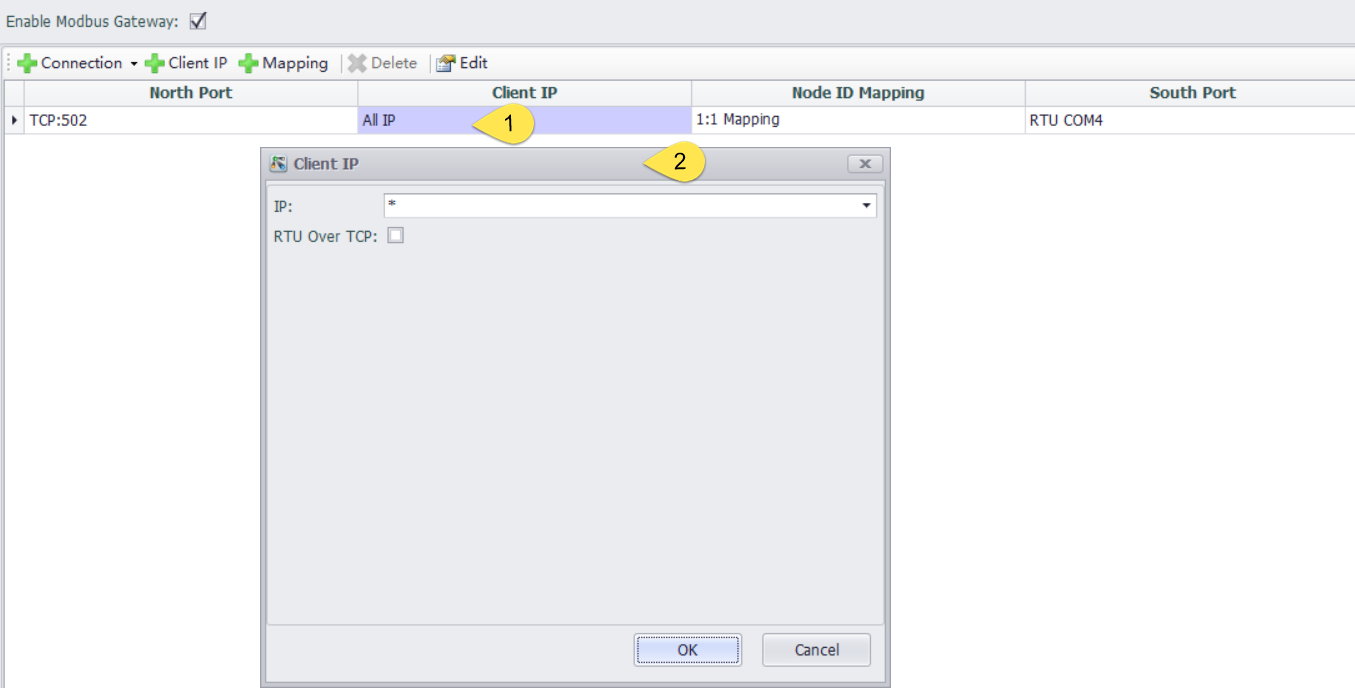 Enable Modbus Gateway:
Connection Client IP Mapping Delete Edit
North Port Client IP Node ID Mapping South Port
TCP:502 All IP 1:1 Mapping RTU COM4
1
Client IP 2
IP: *
RTU Over TCP:
OK Cancel